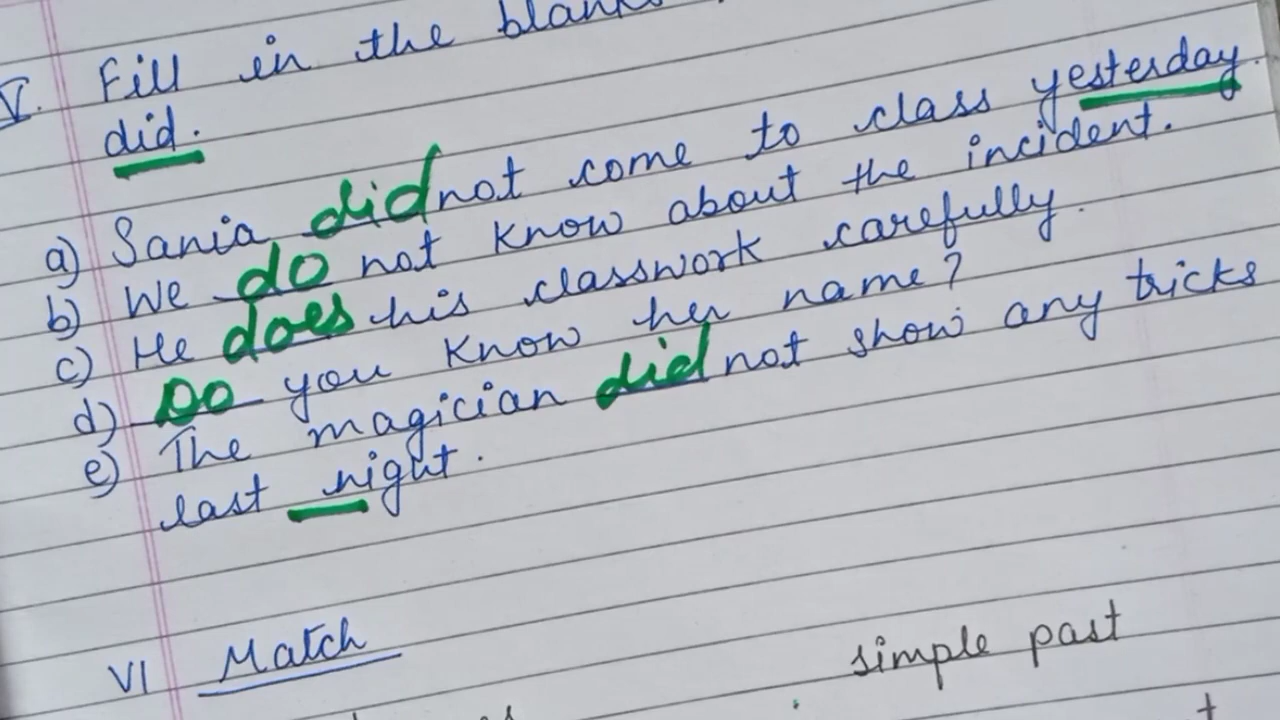 V. Fill in the blank
did.
a) Sania did not come to class yesterday.
b) We do not know about the incident.
c) He does his classwork carefully.
d) Do you know her name?
e) The magician did not show any tricks
last night.
VI Match
simple past